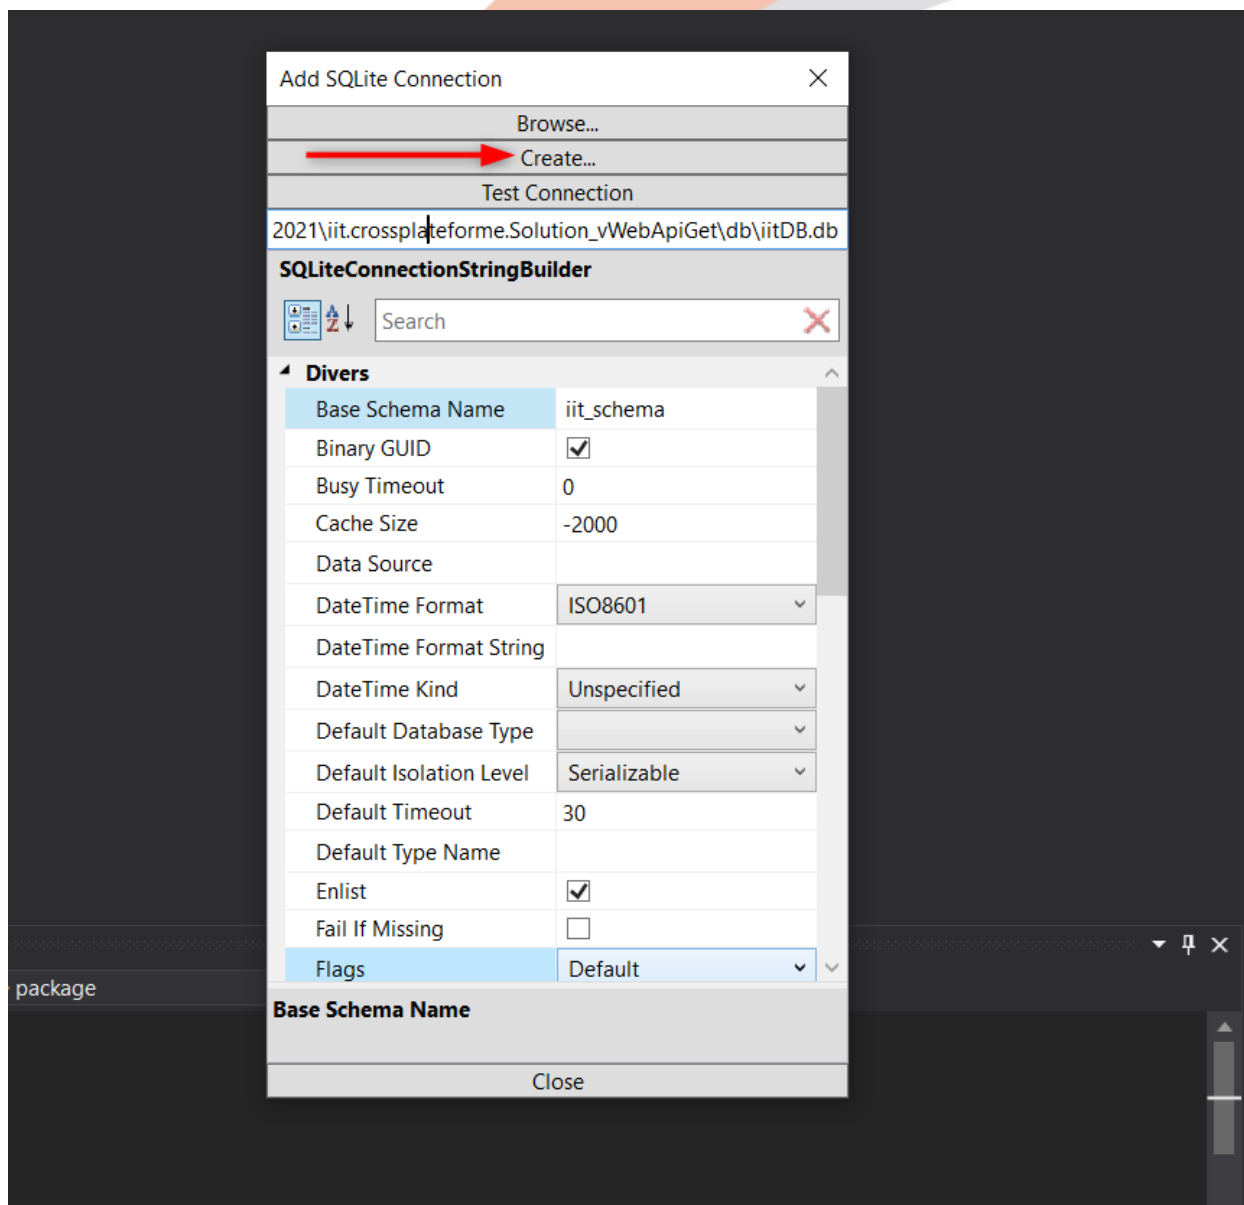 Add SQLite Connection
Browse...
Create...
Test Connection
2021\iit.crossplateforme.Solution_vWebApiGet\db\iitDB.db
SQLiteConnectionStringBuilder
Search
Divers
Base Schema Name iit_schema
Binary GUID
Busy Timeout 0
Cache Size -2000
Data Source
DateTime Format ISO8601
DateTime Format String
DateTime Kind Unspecified
Default Database Type
Default Isolation Level Serializable
Default Timeout 30
Default Type Name
Enlist
Fail If Missing
Flags Default
package
Base Schema Name
Close